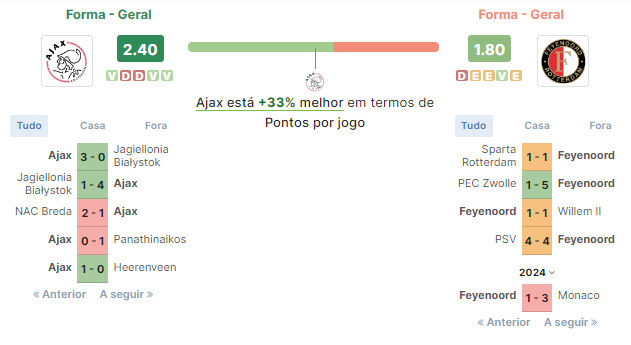 Forma - Geral
Forma - Geral
AJAX
2.40
V D D V V
1.80
D E E V E
FEYENOORD
ROTTERDAM
Ajax está +33% melhor em termos de
Pontos por jogo
Tudo Casa Fora
Ajax 3 - 0 Jagiellonia
Białystok
Jagiellonia
Białystok 1 - 4 Ajax
NAC Breda 2 - 1 Ajax
Ajax 0 - 1 Panathinaikos
Ajax 1 - 0 Heerenveen
« Anterior A seguir »
Tudo Casa Fora
Sparta
Rotterdam 1 - 1 Feyenoord
PEC Zwolle 1 - 5 Feyenoord
Feyenoord 1 - 1 Willem II
PSV 4 - 4 Feyenoord
2024
Feyenoord 1 - 3 Monaco
« Anterior A seguir »